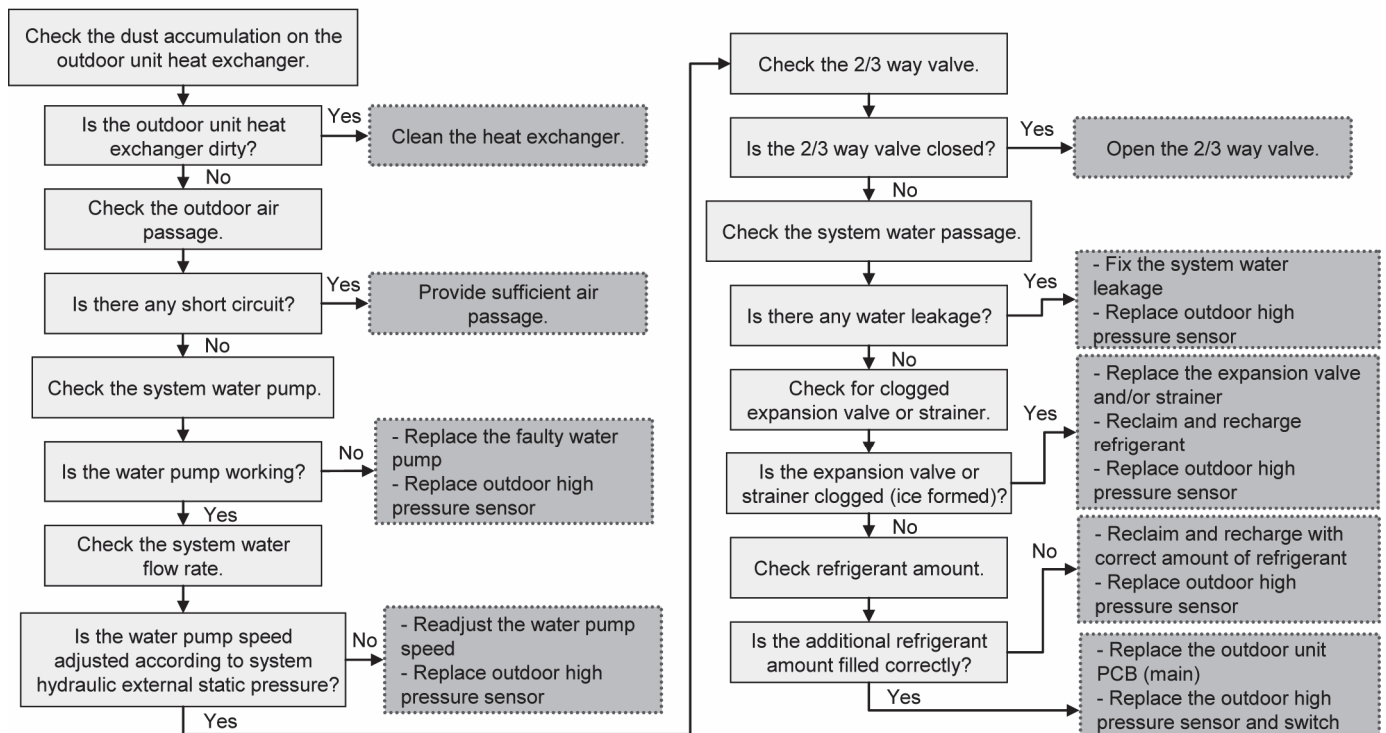 Check the dust accumulation on the
outdoor unit heat exchanger.
Is the outdoor unit heat
exchanger dirty?
Yes
Clean the heat exchanger.
No
Check the outdoor air
passage.
Is there any short circuit?
Yes
Provide sufficient air
passage.
No
Check the system water pump.
Is the water pump working?
No
- Replace the faulty water
pump
- Replace outdoor high
pressure sensor
Yes
Check the system water
flow rate.
Is the water pump speed
adjusted according to system
hydraulic external static pressure?
No
- Readjust the water pump
speed
- Replace outdoor high
pressure sensor
Yes
Check the 2/3 way valve.
Is the 2/3 way valve closed?
Yes
Open the 2/3 way valve.
No
Check the system water passage.
Is there any water leakage?
Yes
- Fix the system water
leakage
- Replace outdoor high
pressure sensor
No
Check for clogged
expansion valve or strainer.
Is the expansion valve or
strainer clogged (ice formed)?
Yes
- Replace the expansion valve
and/or strainer
- Reclaim and recharge
refrigerant
- Replace outdoor high
pressure sensor
No
Check refrigerant amount.
Is the additional refrigerant
amount filled correctly?
No
- Reclaim and recharge with
correct amount of refrigerant
- Replace outdoor high
pressure sensor
Yes
- Replace the outdoor unit
PCB (main)
- Replace the outdoor high
pressure sensor and switch